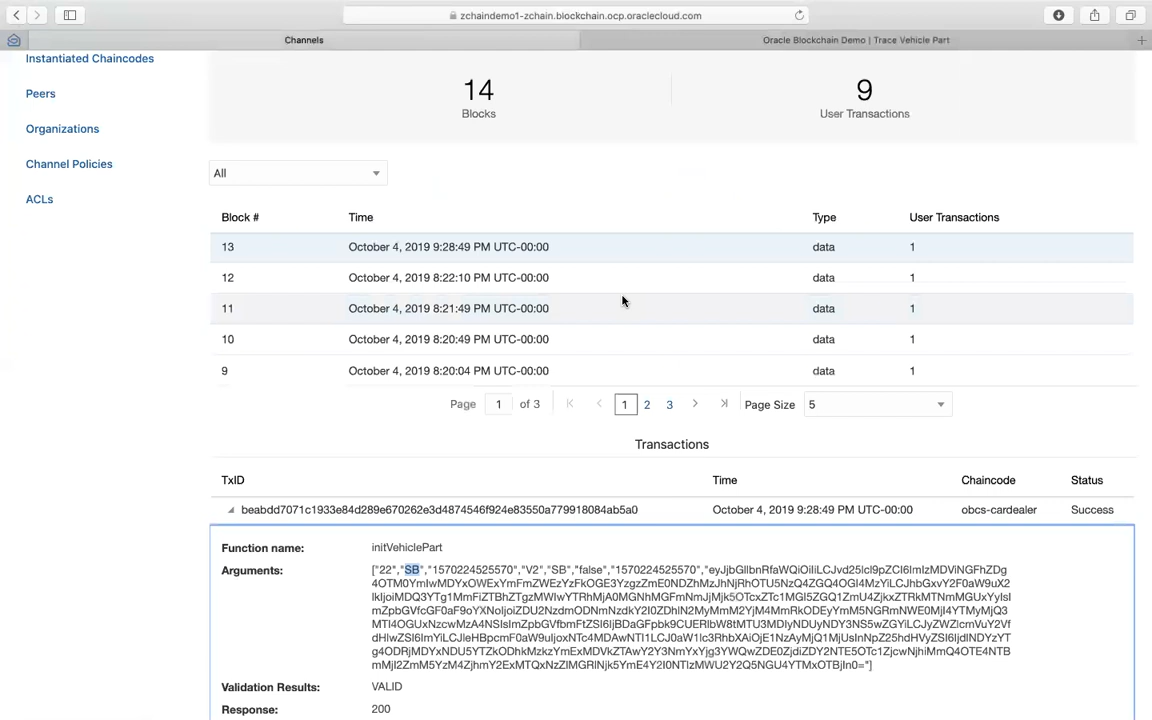 zchaindemo1-zchain.blockchain.ocp.oraclecloud.com
Channels
Oracle Blockchain Demo | Trace Vehicle Part
Instantiated Chaincodes
Peers
Organizations
Channel Policies
ACLs
14
Blocks
9
User Transactions
All
Block # Time Type User Transactions
13 October 4, 2019 9:28:49 PM UTC-00:00 data 1
12 October 4, 2019 8:22:10 PM UTC-00:00 data 1
11 October 4, 2019 8:21:49 PM UTC-00:00 data 1
10 October 4, 2019 8:20:49 PM UTC-00:00 data 1
9 October 4, 2019 8:20:04 PM UTC-00:00 data 1
Page 1 of 3 1 2 3 Page Size 5
Transactions
TxID Time Chaincode Status
beabdd7071c1933e84d289e670262e3d4874546f924e83550a779918084ab5a0 October 4, 2019 9:28:49 PM UTC-00:00 obcs-cardealer Success
Function name: initVehiclePart
Arguments: ["22","SB","1570224525570","V2","SB","false","1570224525570",
Validation Results: VALID
Response: 200